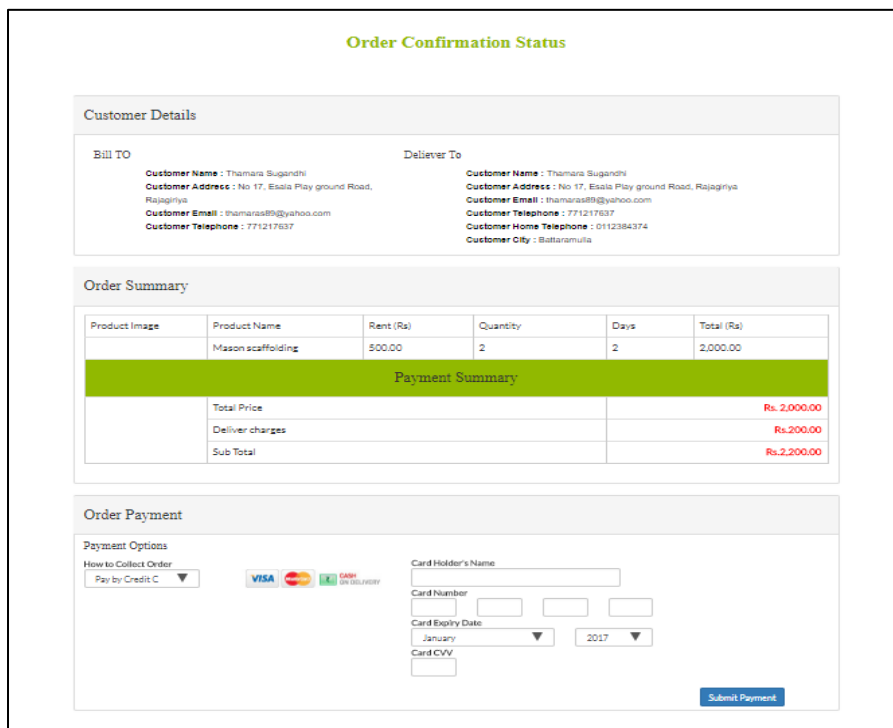 Order Confirmation Status
Customer Details
Bill TO
Customer Name : Thamara Sugandhi
Customer Address : No 17, Esala Play ground Road,
Rajagiriya
Customer Email : thamaras89@yahoo.com
Customer Telephone : 771217637
Deliever To
Customer Name : Thamara Sugandhi
Customer Address : No 17, Esala Play ground Road, Rajagiriya
Customer Email : thamaras89@yahoo.com
Customer Telephone : 771217637
Customer Home Telephone : 0112384374
Customer City : Battaramulla
Order Summary
Product Image Product Name Rent (Rs) Quantity Days Total (Rs)
Mason scaffolding 500.00 2 2 2,000.00
Payment Summary
Total Price Rs. 2,000.00
Deliver charges Rs.200.00
Sub Total Rs.2,200.00
Order Payment
Payment Options
How to Collect Order
Pay by Credit C
VISA CASH
ON DELIVERY
Card Holder's Name
Card Number
Card Expiry Date
January 2017
Card CVV
Submit Payment